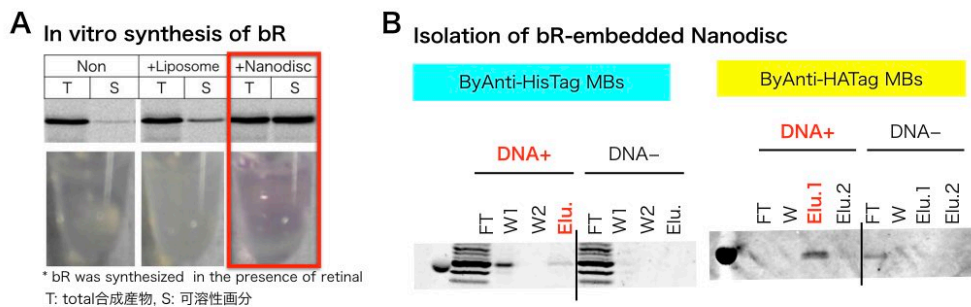 A
In vitro synthesis of bR
Non +Liposome +Nanodisc
T S T S T S
* bR was synthesized in the presence of retinal
T: total合成産物, S: 可溶性画分
B
Isolation of bR-embedded Nanodisc
ByAnti-HisTag MBs
ByAnti-HATag MBs
DNA+ DNA–
DNA+ DNA–
FT W1 W2 Elu. FT W1 W2 Elu.
FT W Elu.1 Elu.2 FT W Elu.1 Elu.2